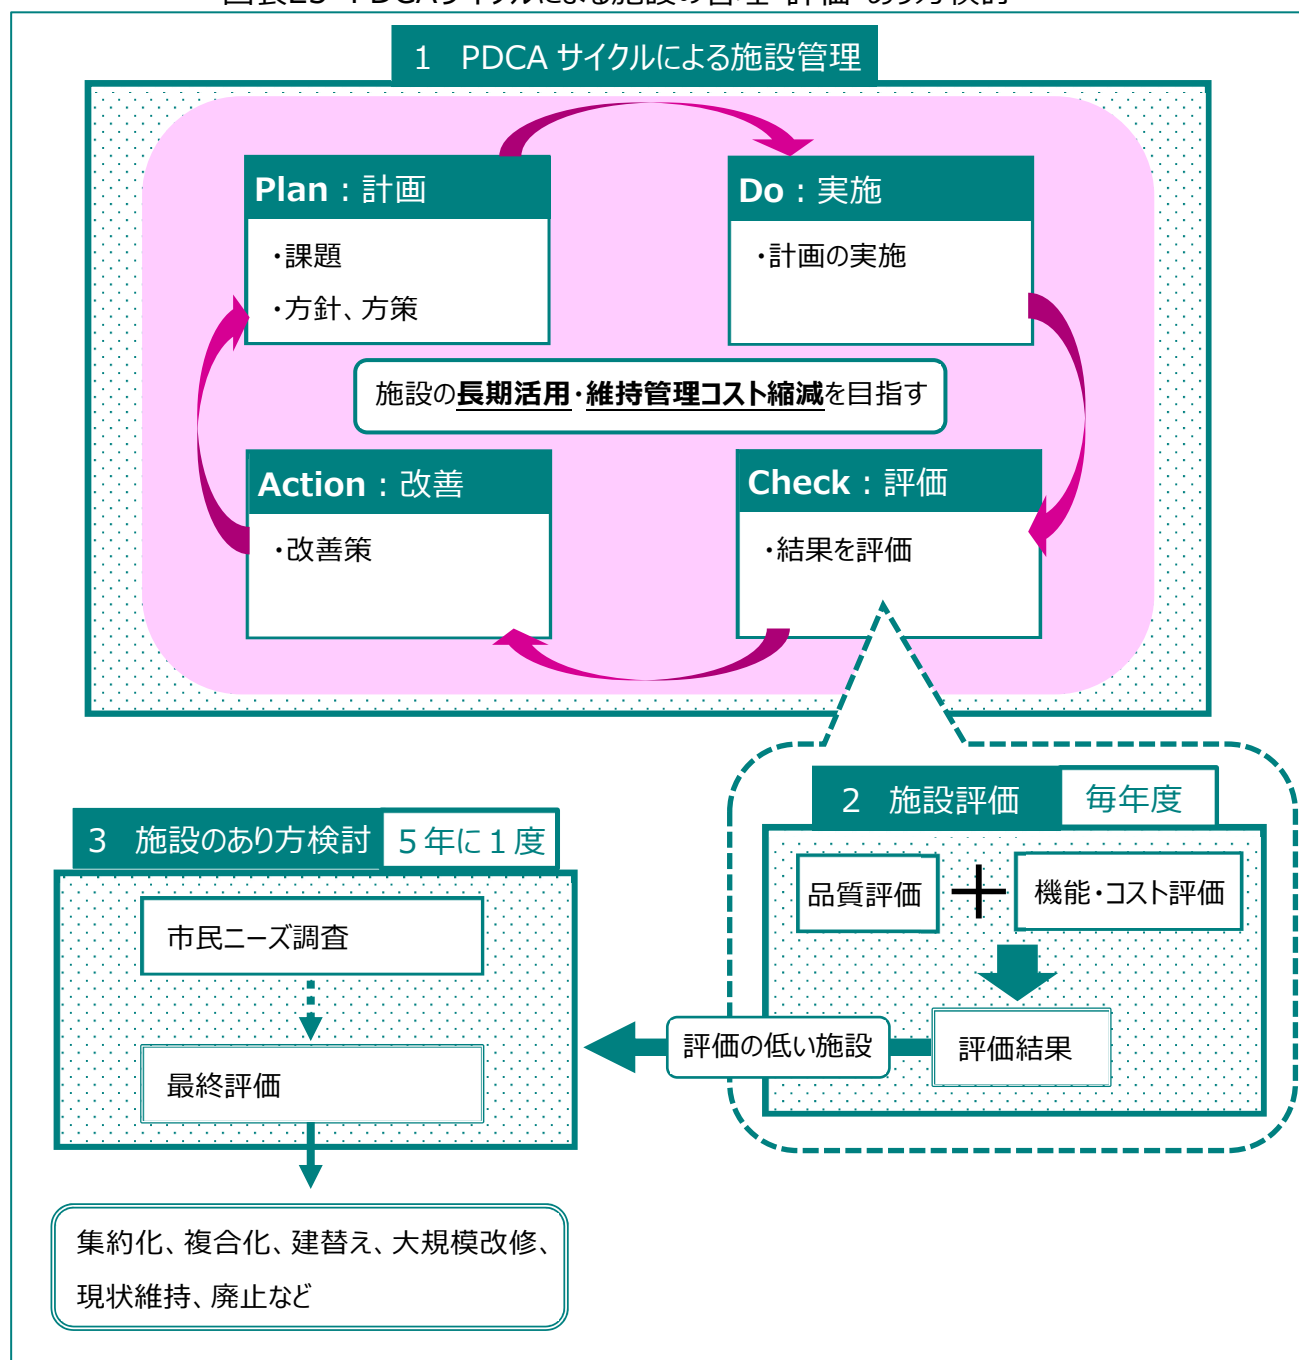 1 PDCA サイクルによる施設管理
Plan：計画
・課題
・方針、方策
Do：実施
・計画の実施
施設の長期活用・維持管理コスト縮減を目指す
Action：改善
・改善策
Check：評価
・結果を評価
2 施設評価 毎年度
品質評価
機能・コスト評価
評価結果
評価の低い施設
3 施設のあり方検討 5年に1度
市民ニーズ調査
最終評価
集約化、複合化、建替え、大規模改修、
現状維持、廃止など